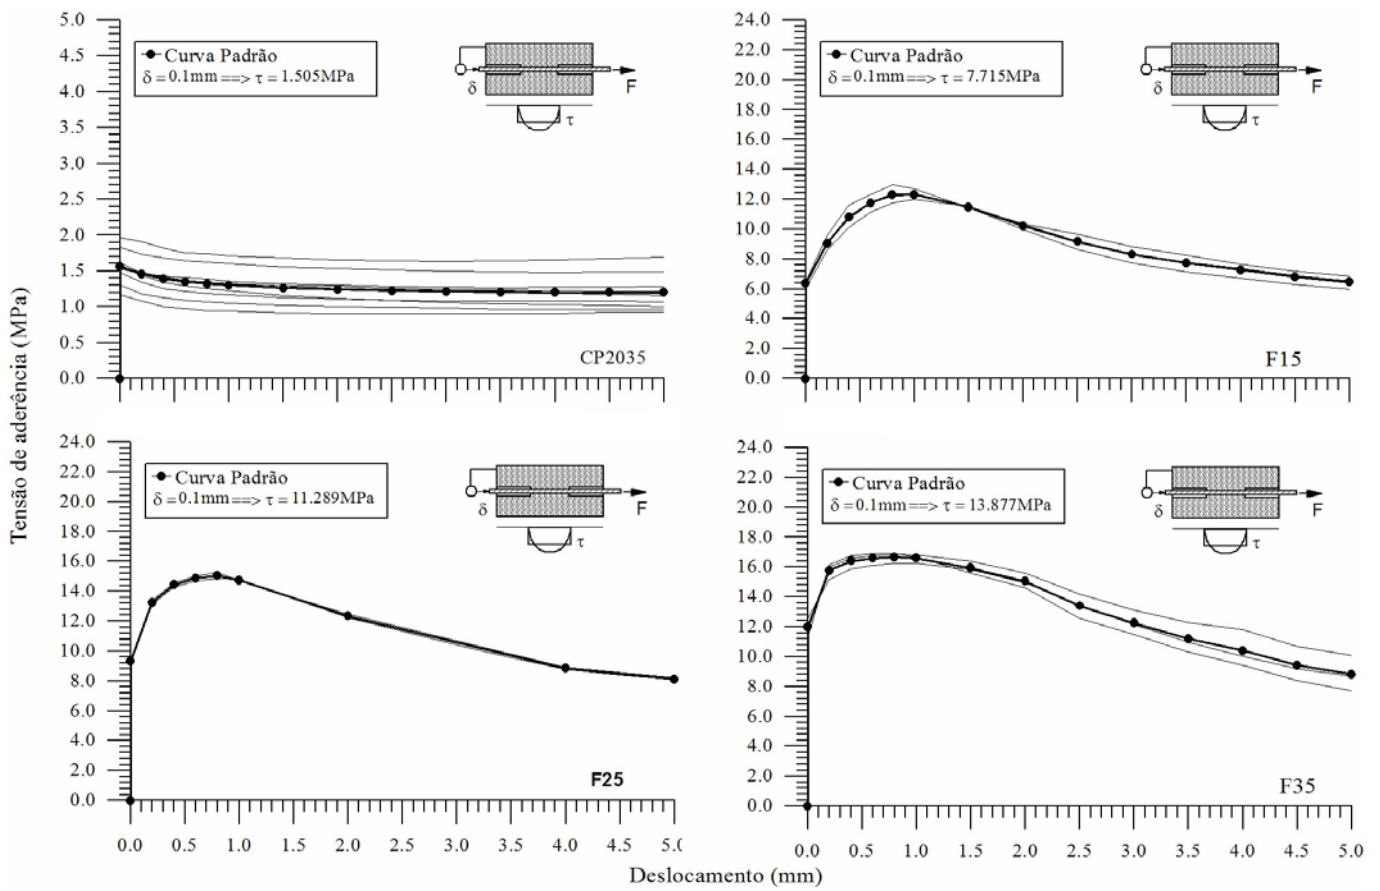 Tensão de aderência (MPa)
5.0
4.5
4.0
3.5
3.0
2.5
2.0
1.5
1.0
0.5
0.0
Curva Padrão
δ = 0.1mm ==> τ = 1.505MPa
δ
F
τ
CP2035
24.0
22.0
20.0
18.0
16.0
14.0
12.0
10.0
8.0
6.0
4.0
2.0
0.0
Curva Padrão
δ = 0.1mm ==> τ = 7.715MPa
δ
F
τ
F15
24.0
22.0
20.0
18.0
16.0
14.0
12.0
10.0
8.0
6.0
4.0
2.0
0.0
Curva Padrão
δ = 0.1mm ==> τ = 11.289MPa
δ
F
τ
F25
0.0 0.5 1.0 1.5 2.0 2.5 3.0 3.5 4.0 4.5 5.0
24.0
22.0
20.0
18.0
16.0
14.0
12.0
10.0
8.0
6.0
4.0
2.0
0.0
Curva Padrão
δ = 0.1mm ==> τ = 13.877MPa
δ
F
τ
F35
0.0 0.5 1.0 1.5 2.0 2.5 3.0 3.5 4.0 4.5 5.0
Deslocamento (mm)